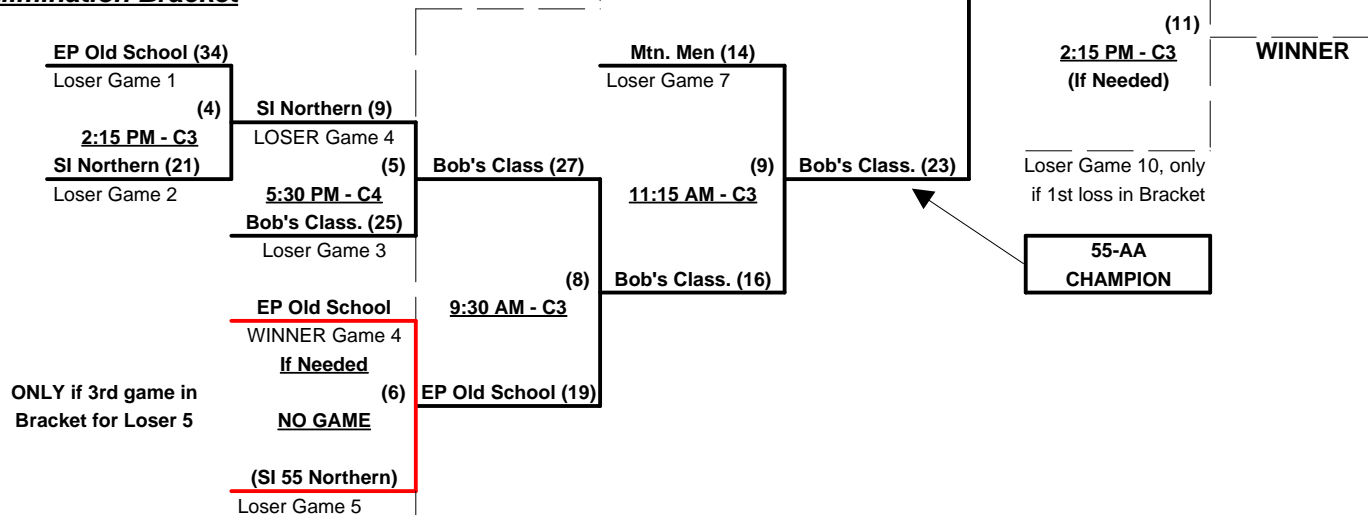 limination Bracket
(11)
EP Old School (34)
Mtn. Men (14)
2:15 PM - C3
WINNER
Loser Game 1
Loser Game 7
(If Needed)
(4)
SI Northern (9)
2:15 PM - C3
LOSER Game 4
SI Northern (21)
(5)
Bob's Class (27)
(9)
Bob's Class. (23)
Loser Game 10, only
if 1st loss in Bracket
Loser Game 2
5:30 PM - C4
11:15 AM - C3
Bob's Class. (25)
Loser Game 3
55-AA
CHAMPION
(8)
Bob's Class. (16)
EP Old School
9:30 AM - C3
WINNER Game 4
If Needed
ONLY if 3rd game in
Bracket for Loser 5
(6)
EP Old School (19)
NO GAME
(SI 55 Northern)
Loser Game 5